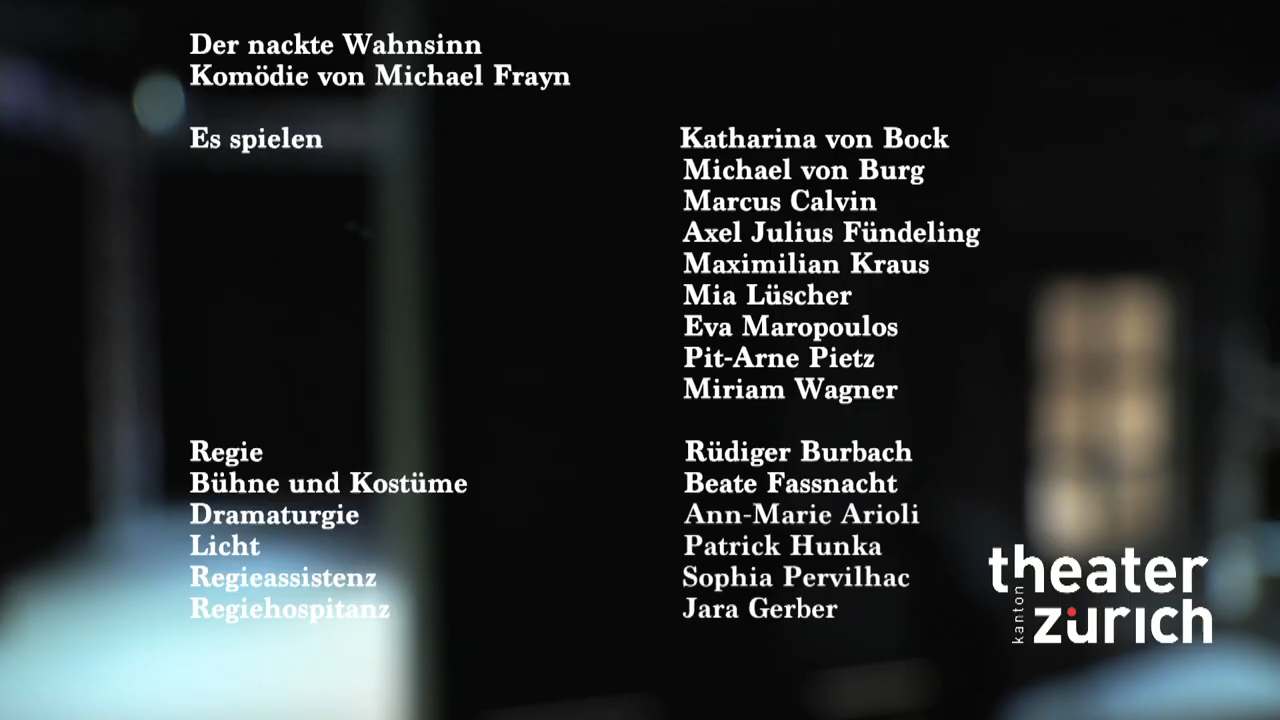 Der nackte Wahnsinn
Komödie von Michael Frayn
Es spielen Katharina von Bock
Michael von Burg
Marcus Calvin
Axel Julius Fündeling
Maximilian Kraus
Mia Lüscher
Eva Maropoulos
Pit-Arne Pietz
Miriam Wagner
Regie Rüdiger Burbach
Bühne und Kostüme Beate Fassnacht
Dramaturgie Ann-Marie Arioli
Licht Patrick Hunka
Regieassistenz Sophia Pervilhac
Regiehospitanz Jara Gerber
theater
kanton zürich